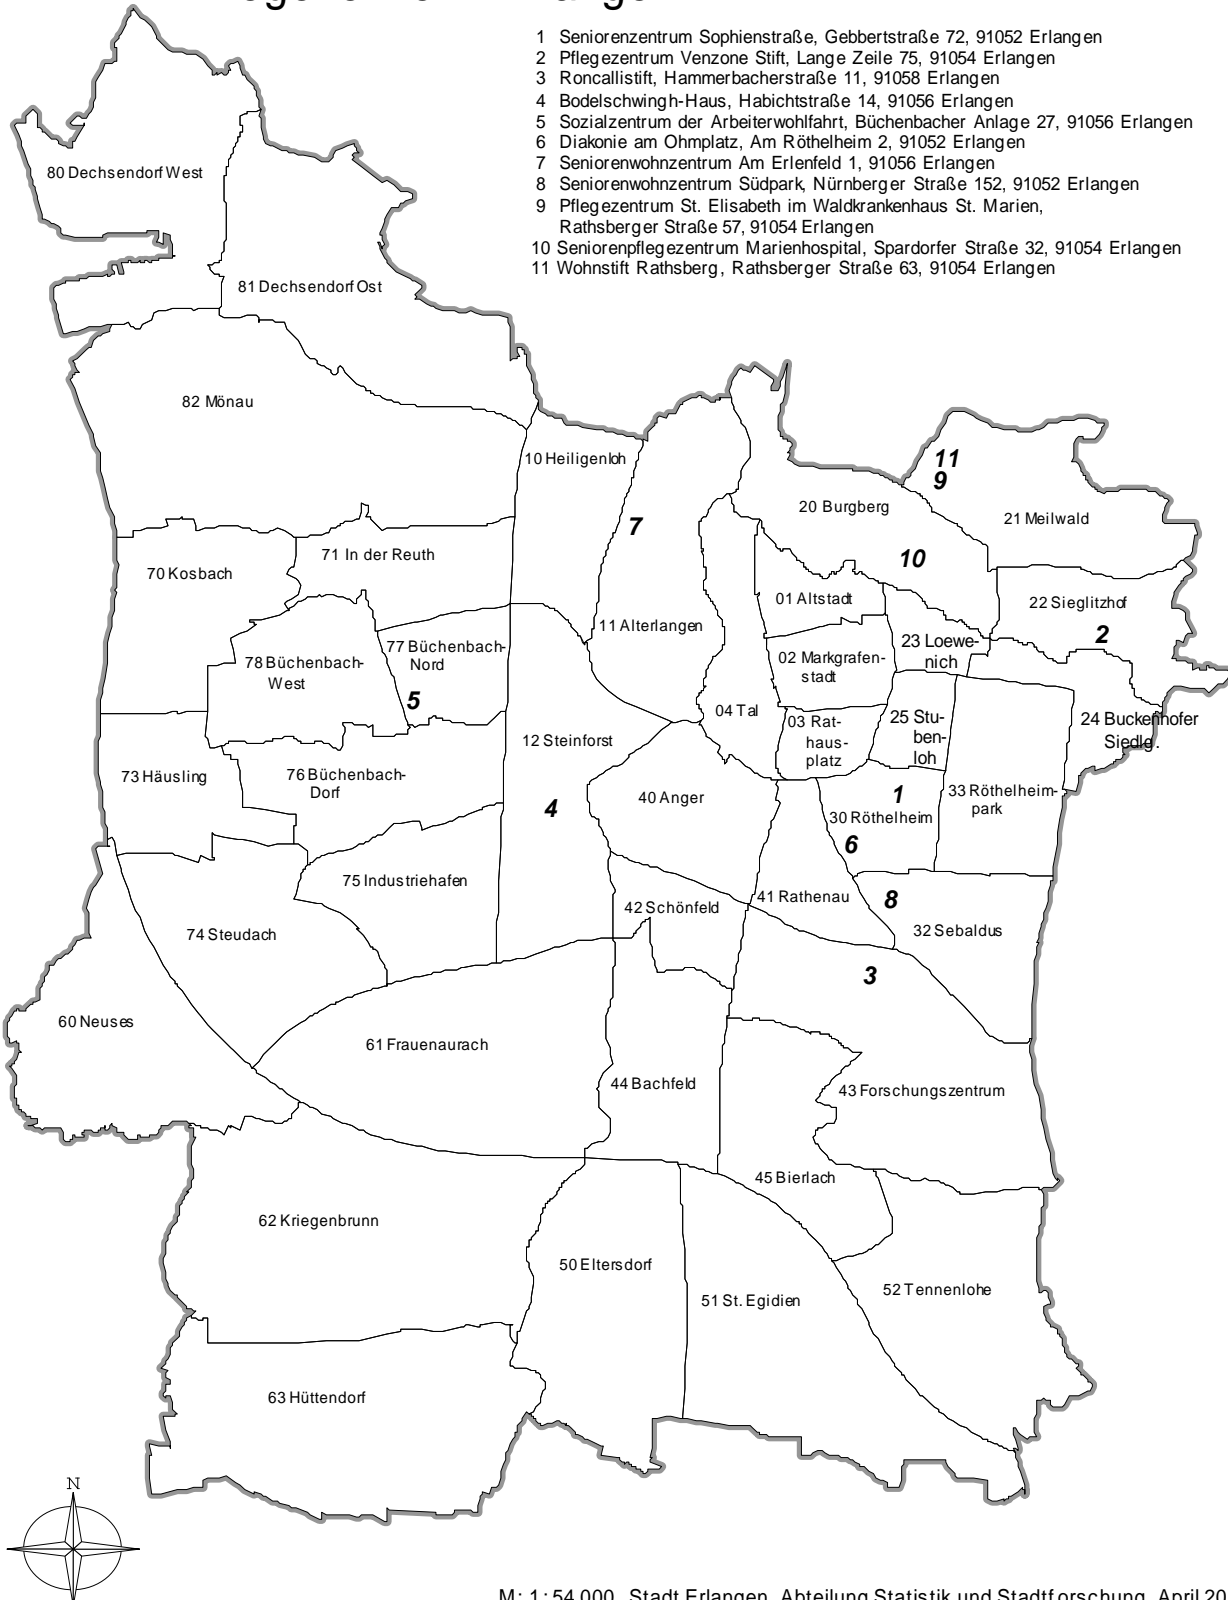 1 Seniorenzentrum Sophienstraße, Gebbertstraße 72, 91052 Erlangen
2 Pflegezentrum Venzone Stift, Lange Zeile 75, 91054 Erlangen
3 Roncallistift, Hammerbacherstraße 11, 91058 Erlangen
4 Bodelschwingh-Haus, Habichtstraße 14, 91056 Erlangen
5 Sozialzentrum der Arbeiterwohlfahrt, Büchenbacher Anlage 27, 91056 Erlangen
6 Diakonie am Ohmplatz, Am Röthelheim 2, 91052 Erlangen
7 Seniorenwohnzentrum Am Erlenfeld 1, 91056 Erlangen
8 Seniorenwohnzentrum Südpark, Nürnberger Straße 152, 91052 Erlangen
9 Pflegezentrum St. Elisabeth im Waldkrankenhaus St. Marien,
Rathsberger Straße 57, 91054 Erlangen
10 Seniorenpflegezentrum Marienhospital, Spardorfer Straße 32, 91054 Erlangen
11 Wohnstift Rathsberg, Rathsberger Straße 63, 91054 Erlangen
80 Dechsendorf West
81 Dechsendorf Ost
82 Mönau
10 Heiligenloh
11
9
20 Burgberg
21 Meilwald
7
71 In der Reuth
70 Kosbach
10
01 Altstadt
22 Sieglitzhof
11 Alterlangen
2
77 Büchenbach-
Nord
78 Büchenbach-
West
23 Loewe-
nich
02 Markgrafen-
stadt
5
04 Tal
03 Rat-
haus-
platz
25 Stu-
ben-
loh
24 Buckenhofer
Siedlg.
12 Steinforst
73 Häusling
76 Büchenbach-
Dorf
4
40 Anger
1
30 Röthelheim
33 Röthelheim-
park
6
75 Industriehafen
42 Schönfeld
41 Rathenau
8
74 Steudach
32 Sebaldus
3
60 Neuses
61 Frauenaurach
44 Bachfeld
43 Forschungszentrum
45 Bierlach
62 Kriegenbrunn
50 Eltersdorf
51 St. Egidien
52 Tennenlohe
63 Hüttendorf
N
M: 1 : 54 000 Stadt Erlangen, Abteilung Statistik und Stadtforschung, April 20